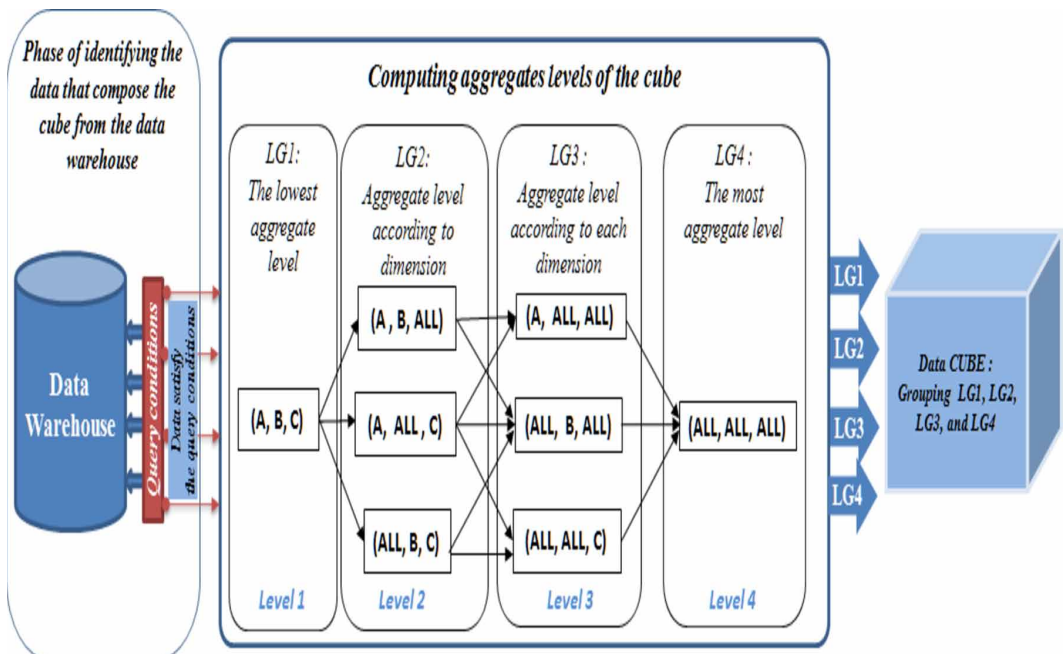 Phase of identifying the
data that compose the
cube from the data
warehouse
Data
Warehouse
Query conditions
Data satisfy
the query conditions
Computing aggregates levels of the cube
LG1:
The lowest
aggregate
level
(A, B, C)
Level 1
LG2:
Aggregate level
according to
dimension
(A , B, ALL)
(A, ALL , C)
(ALL, B, C)
Level 2
LG3 :
Aggregate level
according to each
dimension
(A, ALL, ALL)
(ALL, B, ALL)
(ALL, ALL, C)
Level 3
LG4 :
The most
aggregate level
(ALL, ALL, ALL)
Level 4
LG1
LG2
LG3
LG4
Data CUBE :
Grouping LG1, LG2,
LG3, and LG4